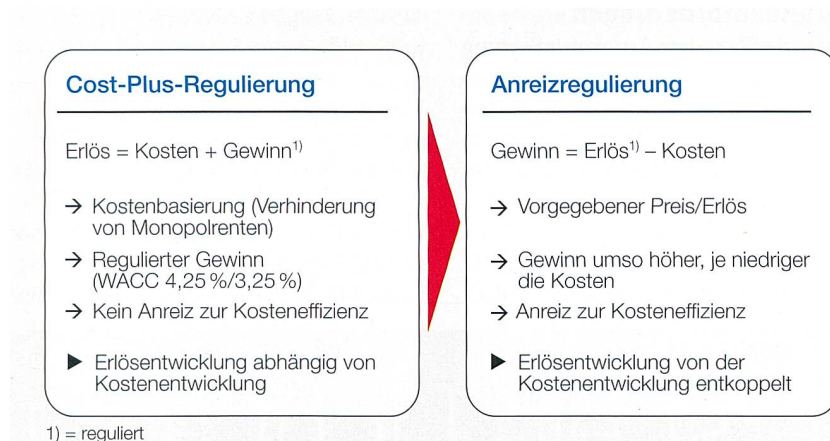 Cost-Plus-Regulierung
Erlös = Kosten + Gewinn1)
→ Kostenbasierung (Verhinderung
von Monopolrenten)
→ Regulierter Gewinn
(WACC 4,25 %/3,25 %)
→ Kein Anreiz zur Kosteneffizienz
▶ Erlösentwicklung abhängig von
Kostenentwicklung
Anreizregulierung
Gewinn = Erlös1) – Kosten
→ Vorgegebener Preis/Erlös
→ Gewinn umso höher, je niedriger
die Kosten
→ Anreiz zur Kosteneffizienz
▶ Erlösentwicklung von der
Kostenentwicklung entkoppelt
1) = reguliert